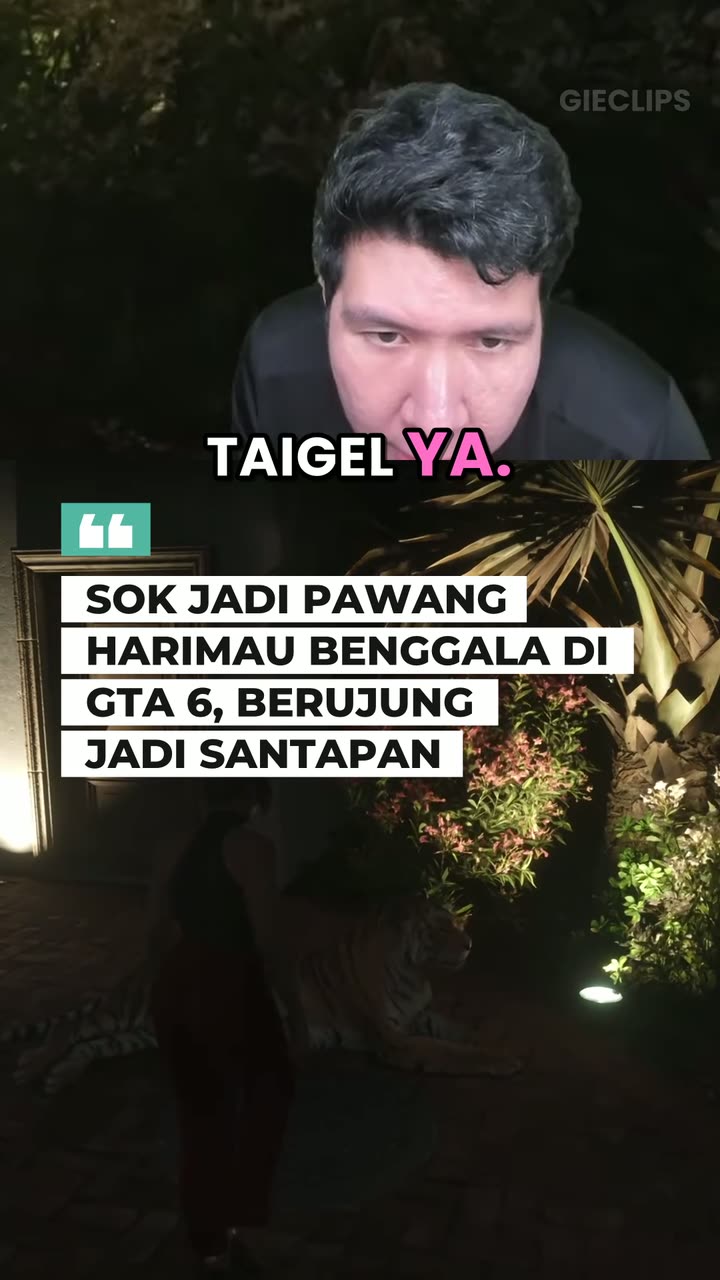 GIECLIPS
TAIGEL YA.
SOK JADI PAWANG
HARIMAU BENGGALA DI
GTA 6, BERUJUNG
JADI SANTAPAN